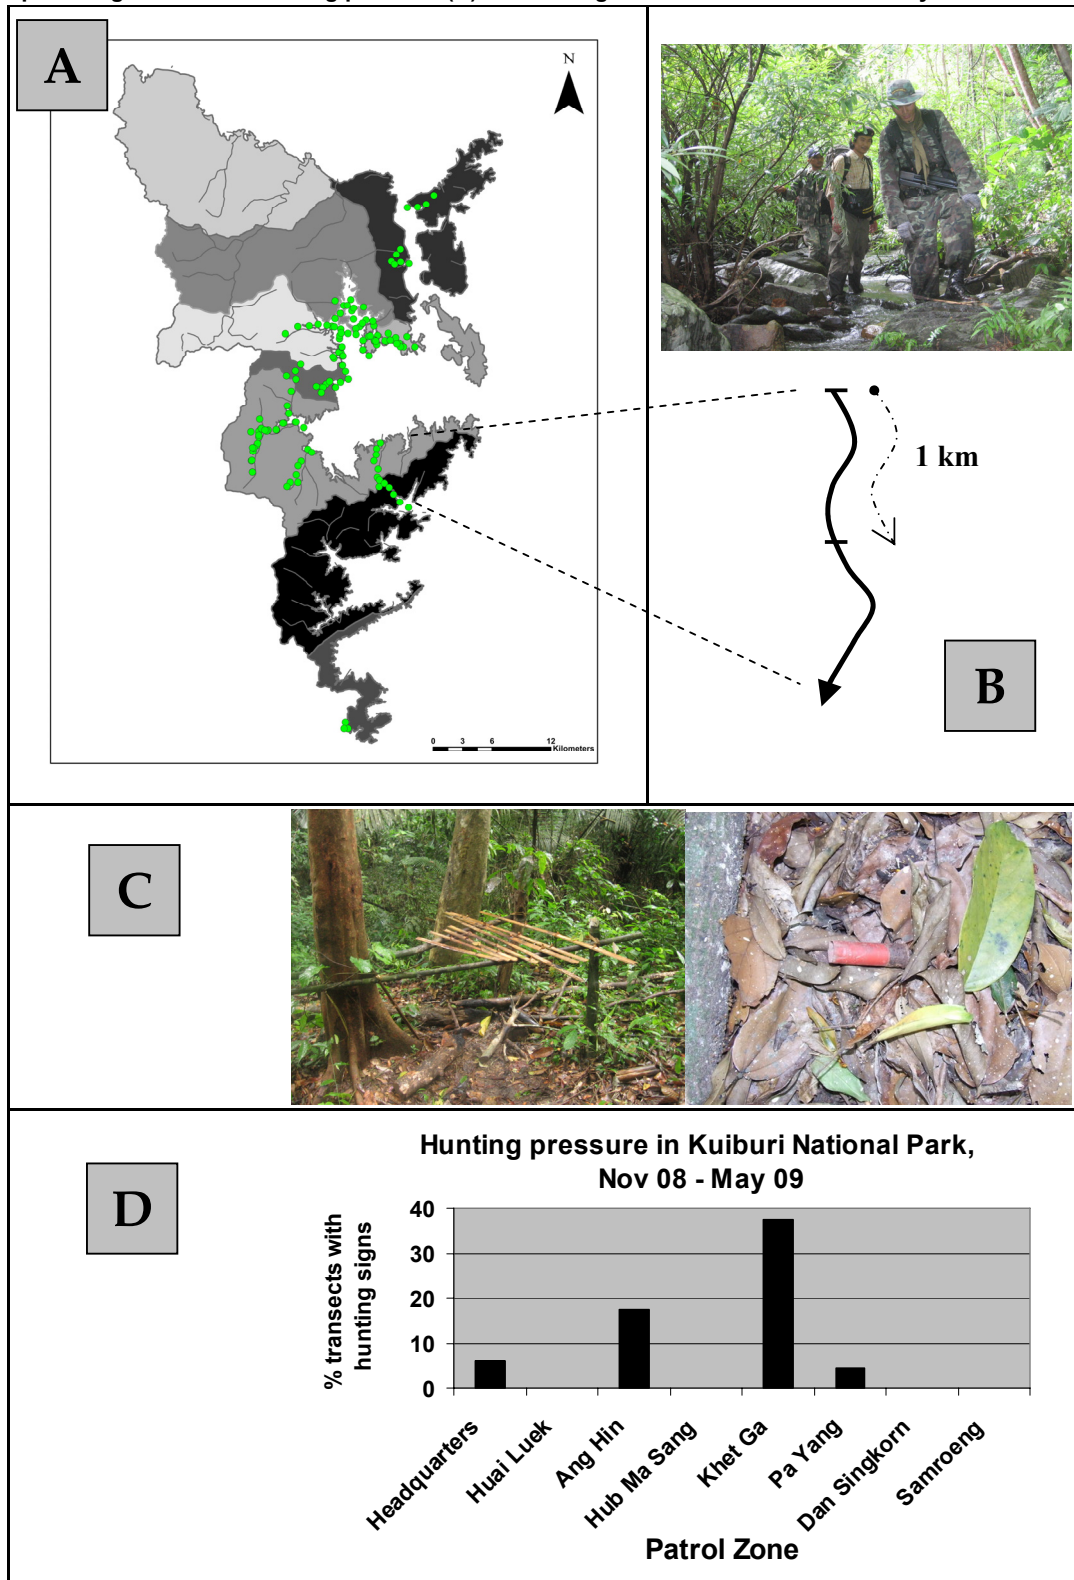 A
N
0 3 6 12
Kilometers
1 km
B
C
D
Hunting pressure in Kuiburi National Park,
Nov 08 - May 09
% transects with
hunting signs
40
30
20
10
0
Headquarters
Huai Luek
Ang Hin
Hub Ma Sang
Khet Ga
Pa Yang
Dan Singkorn
Samroeng
Patrol Zone